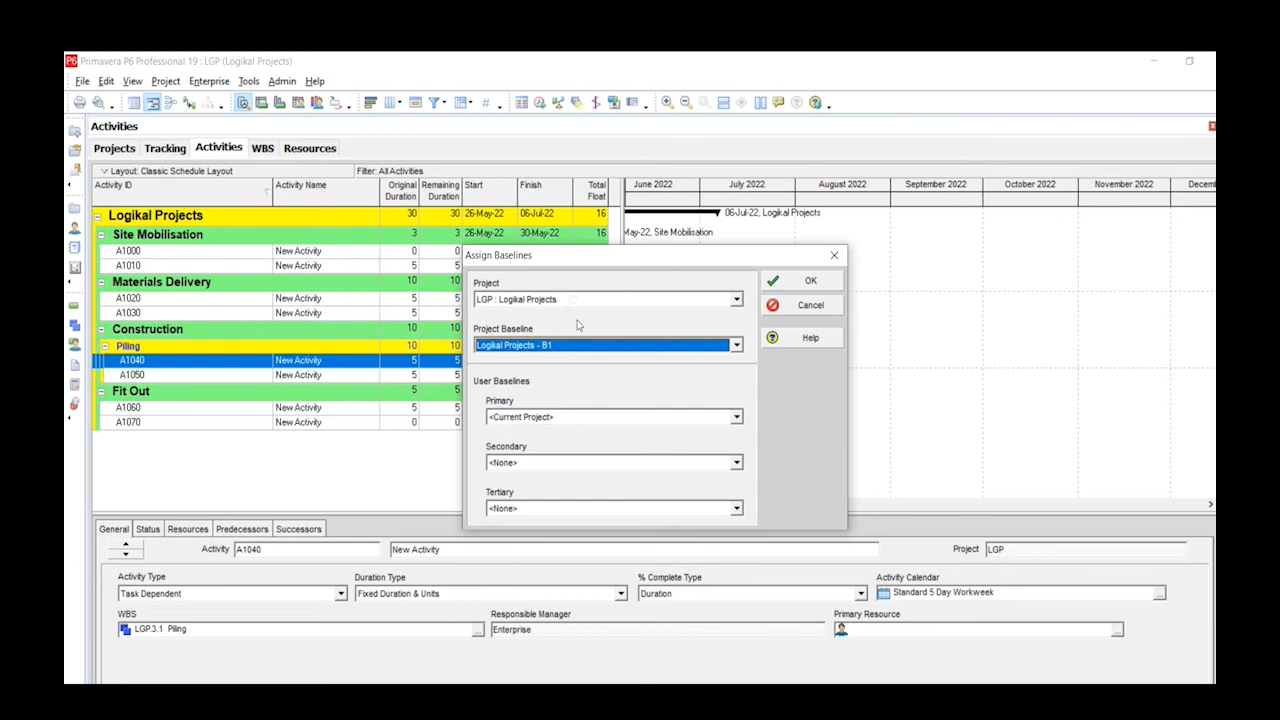 P6 Primavera P6 Professional 19 : LGP (Logikal Projects)
File Edit View Project Enterprise Tools Admin Help
Activities
Projects Tracking Activities WBS Resources
Layout: Classic Schedule Layout Filter: All Activities
Activity ID Activity Name Original Duration Remaining Duration Start Finish Total Float June 2022 July 2022 August 2022 September 2022 October 2022 November 2022 Decem
Logikal Projects 30 30 26-May-22 06-Jul-22 16 06-Jul-22, Logikal Projects
Site Mobilisation 3 3 26-May-22 30-May-22 16 May-22, Site Mobilisation
A1000 New Activity 0 0
A1010 New Activity 5 5
Materials Delivery 10 10
A1020 New Activity 5 5
A1030 New Activity 5 5
Construction 10 10
Piling 10 10
A1040 New Activity 5 5
A1050 New Activity 5 5
Fit Out 5 5
A1060 New Activity 5 5
A1070 New Activity 0 0
Assign Baselines
Project
LGP : Logikal Projects
Project Baseline
Logikal Projects - B1
User Baselines
Primary
<Current Project>
Secondary
<None>
Tertiary
<None>
OK
Cancel
Help
General Status Resources Predecessors Successors
Activity A1040 New Activity Project LGP
Activity Type Duration Type % Complete Type Activity Calendar
Task Dependent Fixed Duration & Units Duration Standard 5 Day Workweek
WBS Responsible Manager Primary Resource
LGP.3.1 Piling Enterprise